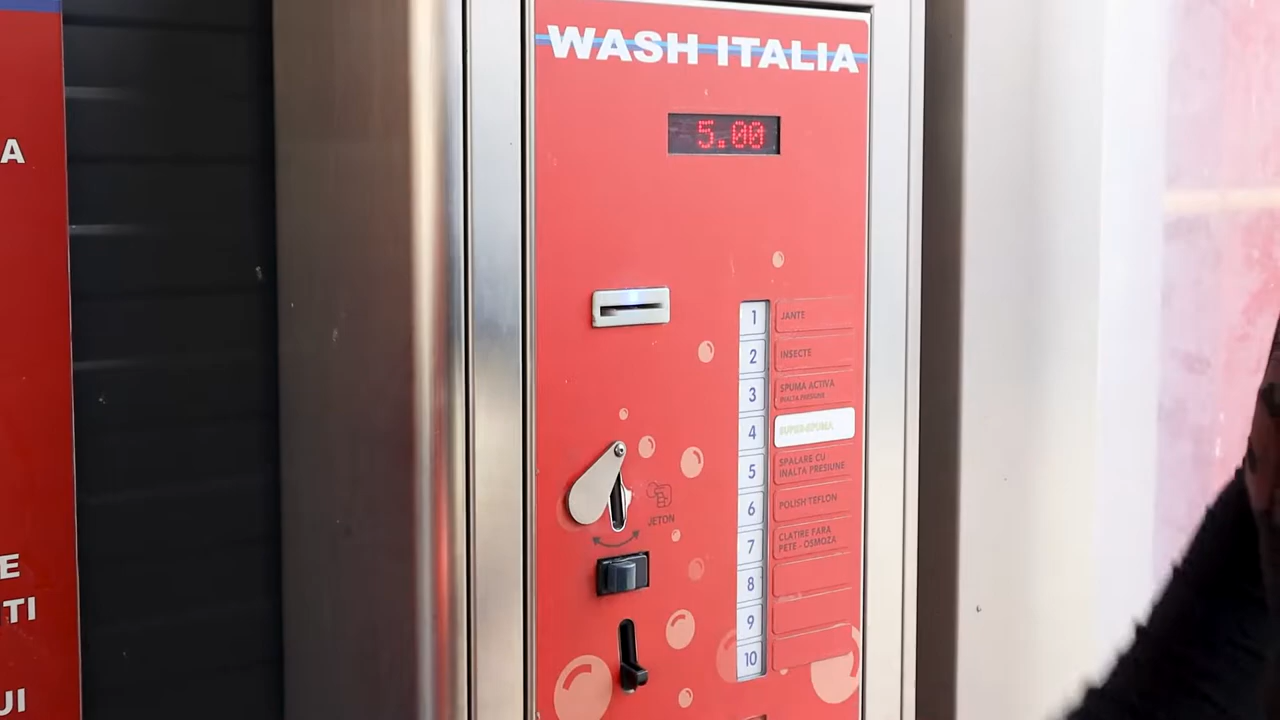 WASH ITALIA
5.00
A
1 JANTE
2 INSECTE
3 SPUMA ACTIVA
INALTA PRESIUNE
4 SUPER-SPUMA
5 SPALARE CU
INALTA PRESIUNE
6 POLISH TEFLON
7 CLATIRE FARA
PETE - OSMOZA
8
9
10
JETON
E
TI
UI